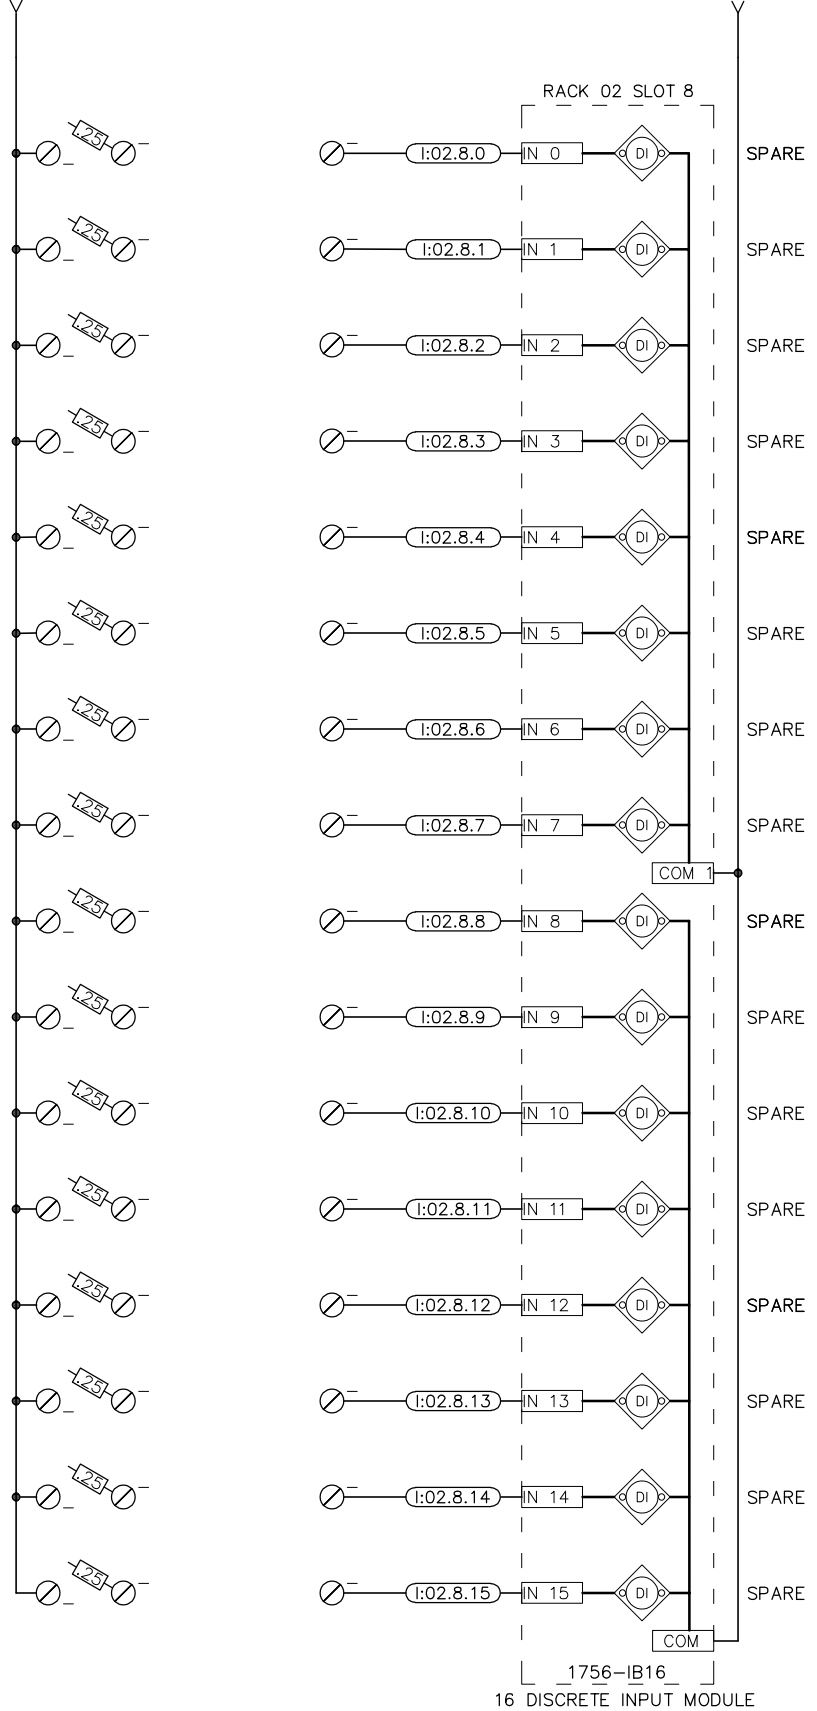 RACK 02 SLOT 8
.25 I:02.8.0 IN 0 DI SPARE
.25 I:02.8.1 IN 1 DI SPARE
.25 I:02.8.2 IN 2 DI SPARE
.25 I:02.8.3 IN 3 DI SPARE
.25 I:02.8.4 IN 4 DI SPARE
.25 I:02.8.5 IN 5 DI SPARE
.25 I:02.8.6 IN 6 DI SPARE
.25 I:02.8.7 IN 7 DI SPARE
COM 1
.25 I:02.8.8 IN 8 DI SPARE
.25 I:02.8.9 IN 9 DI SPARE
.25 I:02.8.10 IN 10 DI SPARE
.25 I:02.8.11 IN 11 DI SPARE
.25 I:02.8.12 IN 12 DI SPARE
.25 I:02.8.13 IN 13 DI SPARE
.25 I:02.8.14 IN 14 DI SPARE
.25 I:02.8.15 IN 15 DI SPARE
COM
1756-IB16
16 DISCRETE INPUT MODULE